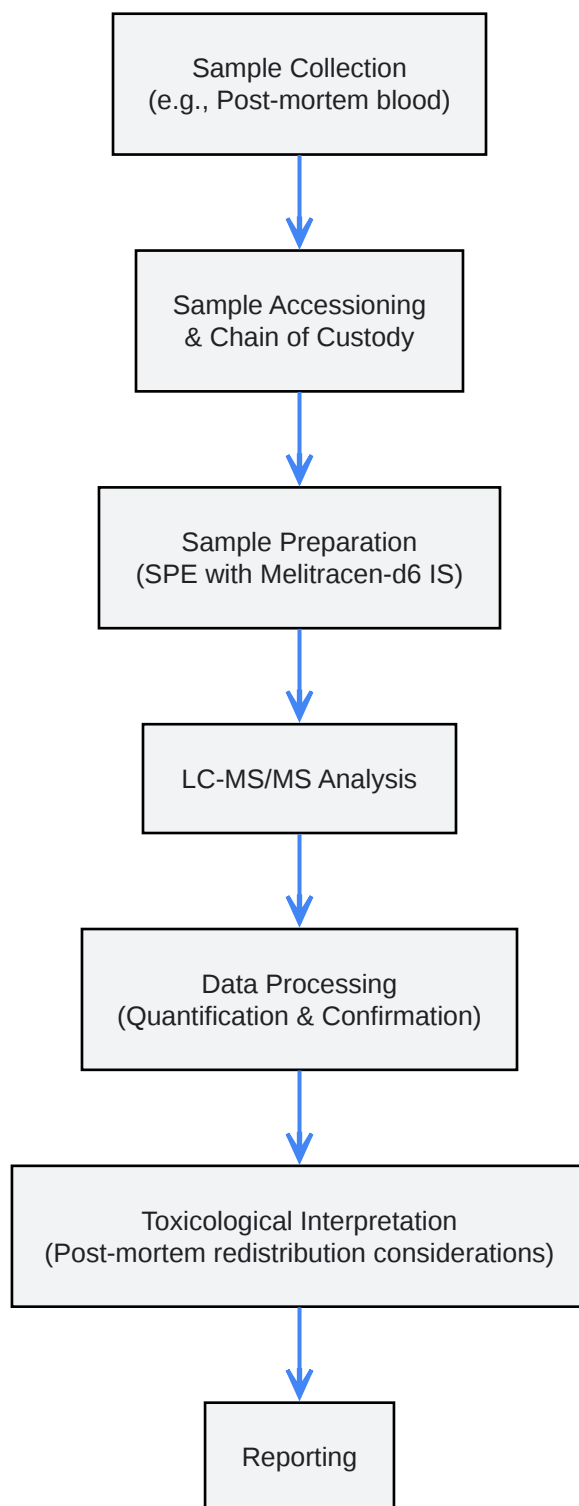 Sample Collection
(e.g., Post-mortem blood)
Sample Accessioning
& Chain of Custody
Sample Preparation
(SPE with Melitracen-d6 IS)
LC-MS/MS Analysis
Data Processing
(Quantification & Confirmation)
Toxicological Interpretation
(Post-mortem redistribution considerations)
Reporting